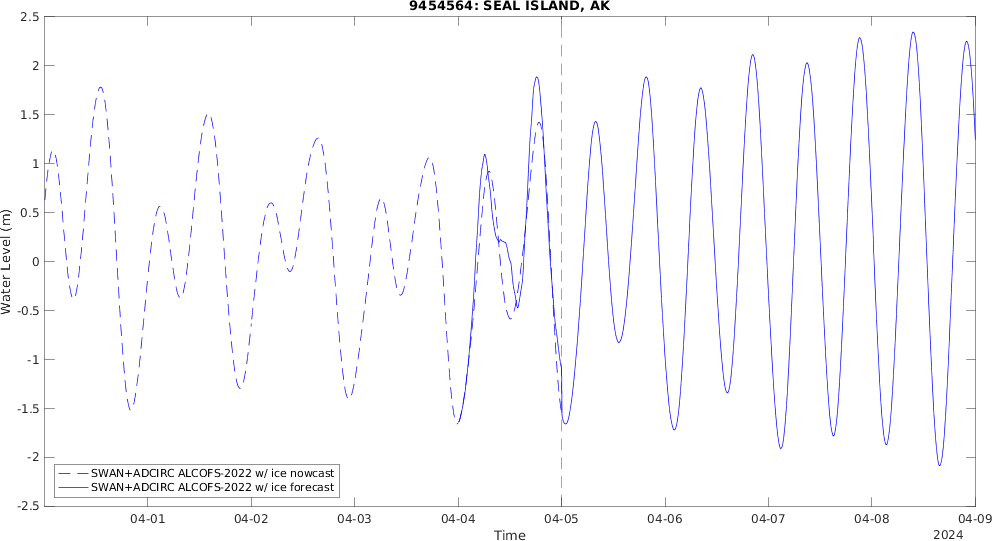 9454564: SEAL ISLAND, AK
2.5
2
1.5
1
0.5
0
-0.5
-1
-1.5
-2
-2.5
Water Level (m)
SWAN+ADCIRC ALCOFS-2022 w/ ice nowcast
SWAN+ADCIRC ALCOFS-2022 w/ ice forecast
04-01 04-02 04-03 04-04 04-05 04-06 04-07 04-08 04-09
Time
2024